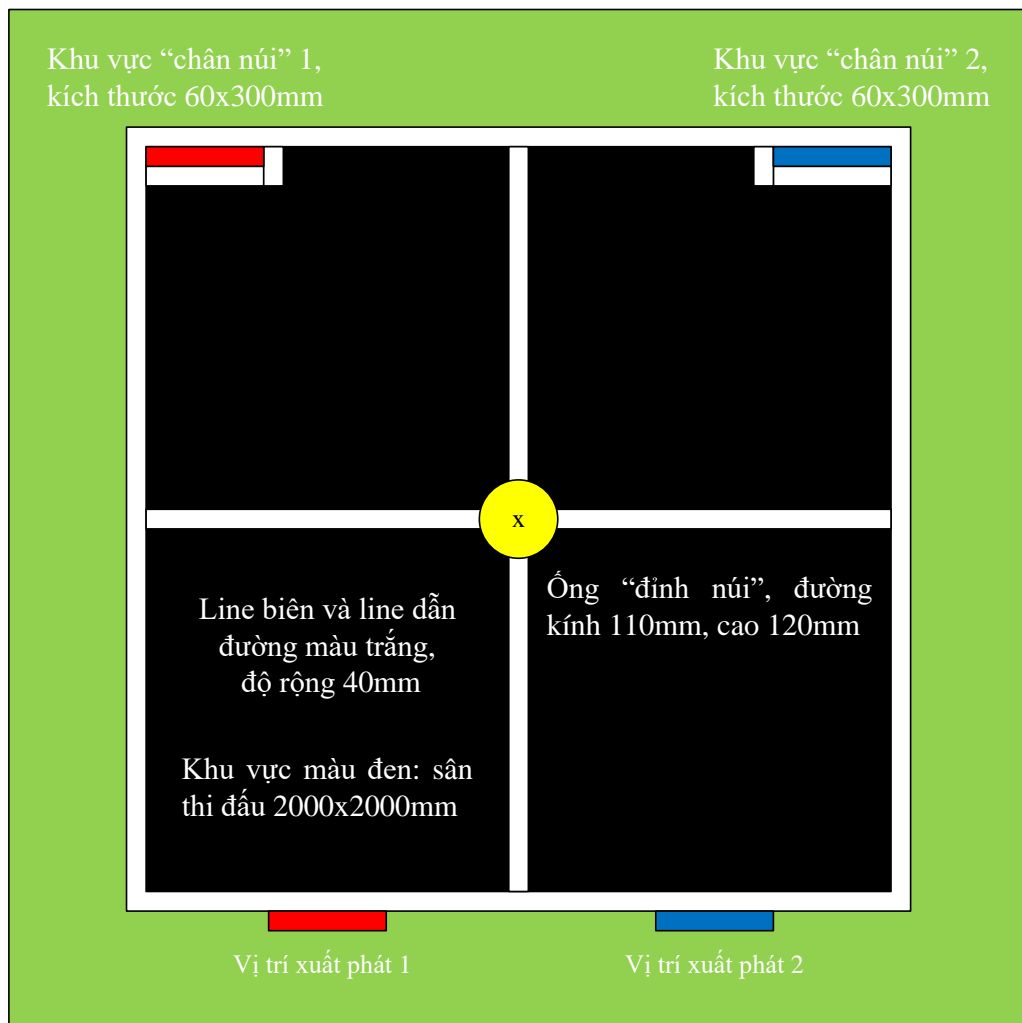 Khu vực “chân núi” 1,
kích thước 60x300mm
Khu vực “chân núi” 2,
kích thước 60x300mm
x
Line biên và line dẫn
đường màu trắng,
độ rộng 40mm
Ống “đỉnh núi”, đường
kính 110mm, cao 120mm
Khu vực màu đen: sân
thi đấu 2000x2000mm
Vị trí xuất phát 1
Vị trí xuất phát 2